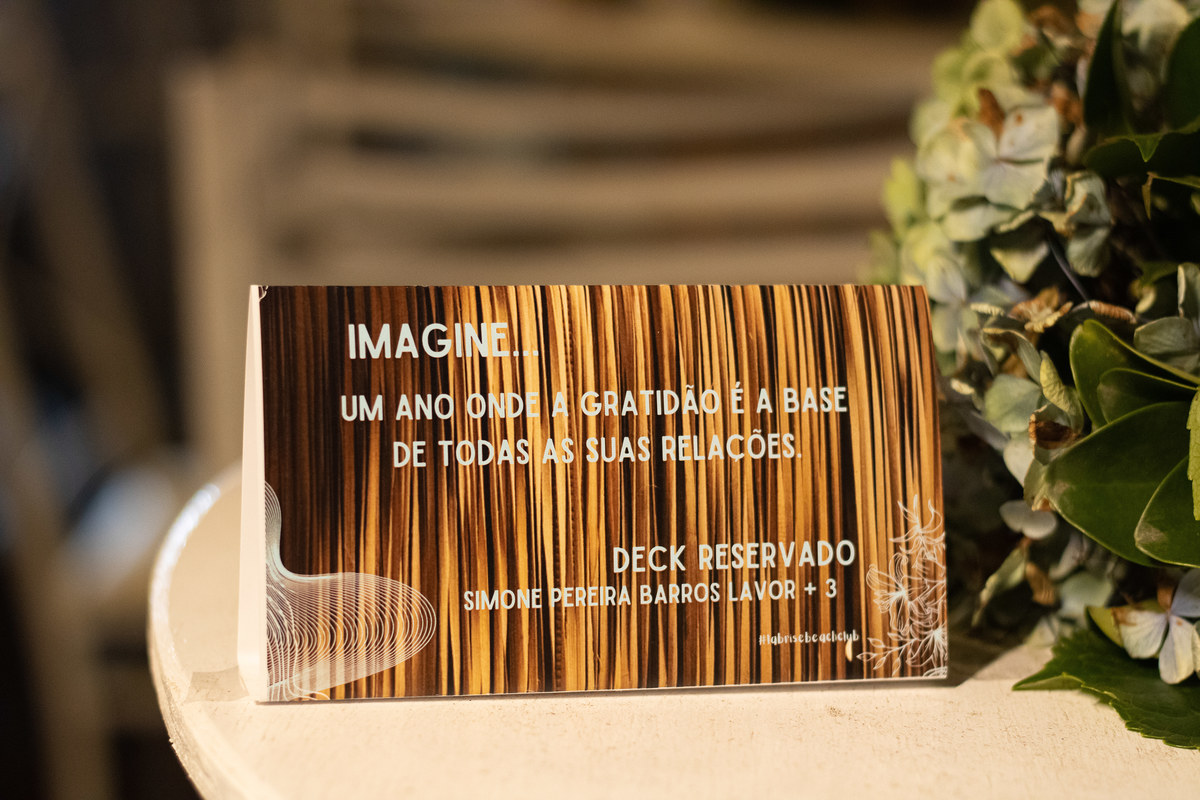 IMAGINE...
UM ANO ONDE A GRATIDÃO É A BASE
DE TODAS AS SUAS RELAÇÕES.
DECK RESERVADO
SIMONE PEREIRA BARROS LAVOR + 3
#labrisebeachclub